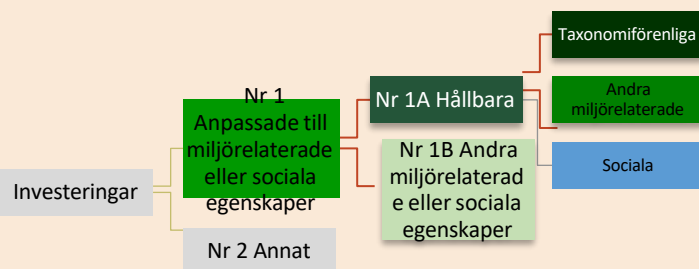 Investeringar
Nr 1
Anpassade till
miljörelaterade
eller sociala
egenskaper
Nr 2 Annat
Nr 1A Hållbara
Nr 1B Andra
miljörelaterad
e eller sociala
egenskaper
Taxonomiförenliga
Andra
miljörelaterade
Sociala